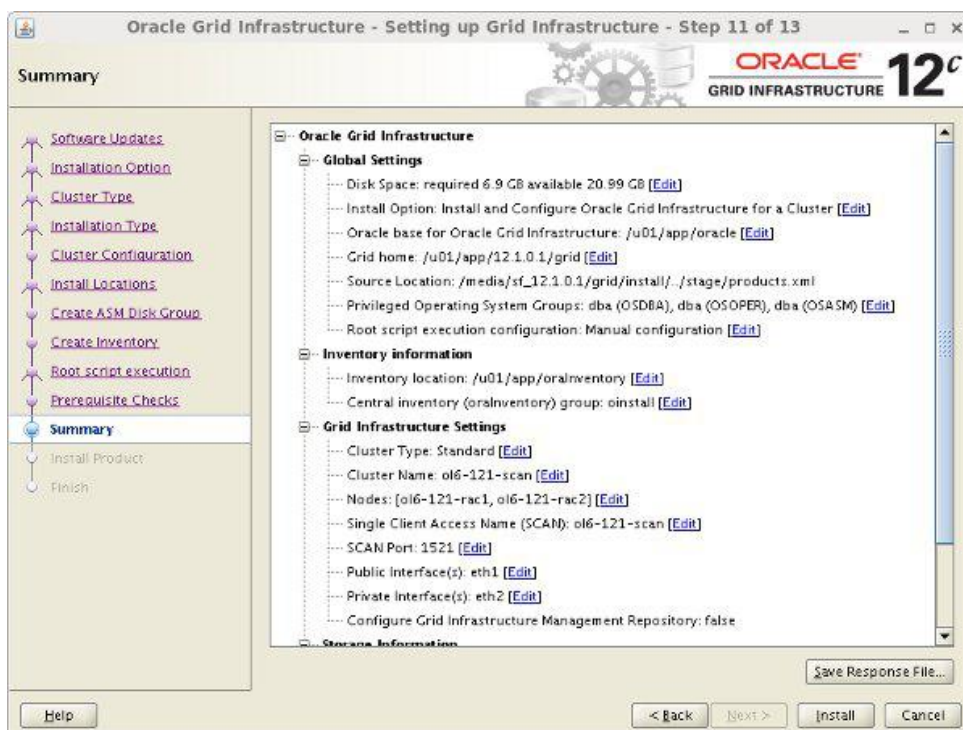 Oracle Grid Infrastructure - Setting up Grid Infrastructure - Step 11 of 13
Summary
ORACLE
GRID INFRASTRUCTURE
12c
Software Updates
Installation Option
Cluster Type
Installation Type
Cluster Configuration
Install Locations
Create ASM Disk Group
Create Inventory
Root script execution
Prerequisite Checks
Summary
Install Product
Finish
Oracle Grid Infrastructure
Global Settings
Disk Space: required 6.9 GB available 20.99 GB [Edit]
Install Option: Install and Configure Oracle Grid Infrastructure for a Cluster [Edit]
Oracle base for Oracle Grid Infrastructure: /u01/app/oracle [Edit]
Grid home: /u01/app/12.1.0.1/grid [Edit]
Source Location: /media/sf_12.1.0.1/grid/install/../stage/products.xml
Privileged Operating System Groups: dba (OSDBA), dba (OSOPER), dba (OSASM) [Edit]
Root script execution configuration: Manual configuration [Edit]
Inventory information
Inventory location: /u01/app/oraInventory [Edit]
Central inventory (oraInventory) group: oinstall [Edit]
Grid Infrastructure Settings
Cluster Type: Standard [Edit]
Cluster Name: ol6-121-scan [Edit]
Nodes: [ol6-121-rac1, ol6-121-rac2] [Edit]
Single Client Access Name (SCAN): ol6-121-scan [Edit]
SCAN Port: 1521 [Edit]
Public Interface(s): eth1 [Edit]
Private Interface(s): eth2 [Edit]
Configure Grid Infrastructure Management Repository: false
Storage Information
Save Response File...
Help
< Back
Next >
Install
Cancel